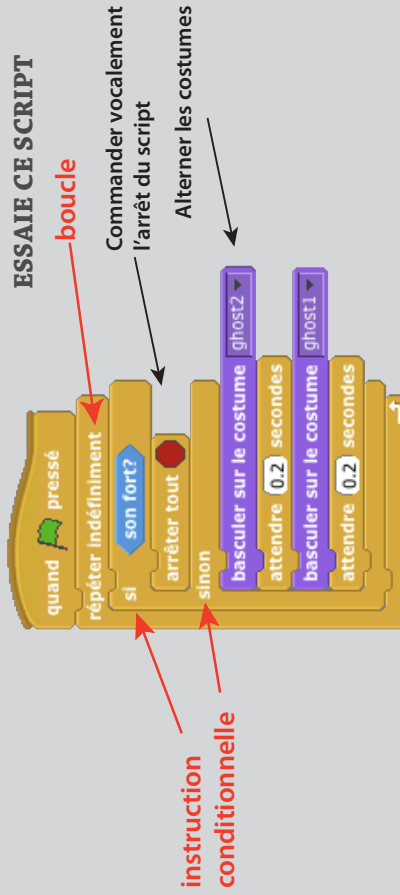 ESSAIE CE SCRIPT
boucle
Commander vocalement
l'arrêt du script
Alterner les costumes
quand pressé
répéter indéfiniment
si son fort?
arrêter tout
sinon
basculer sur le costume ghost2
attendre 0.2 secondes
basculer sur le costume ghost1
attendre 0.2 secondes
instruction
conditionnelle